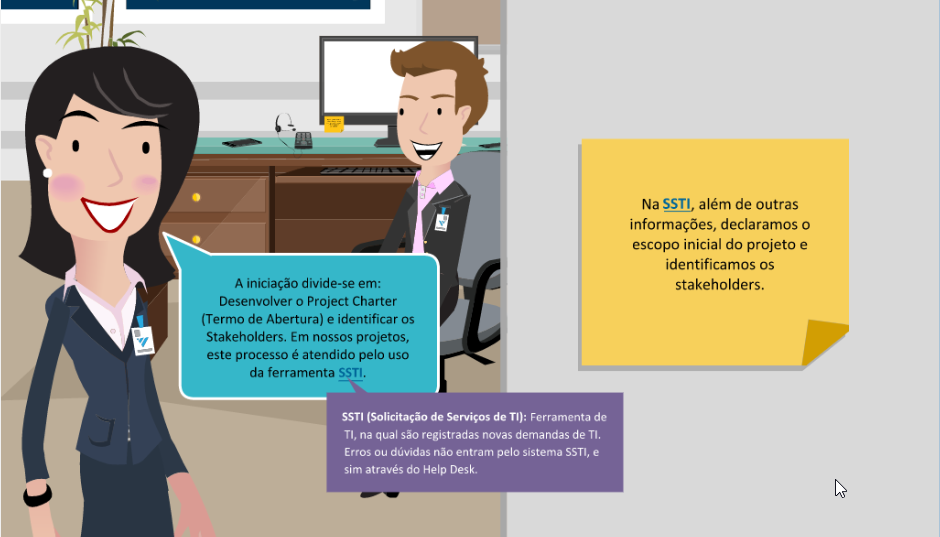 A iniciação divide-se em:
Desenvolver o Project Charter
(Termo de Abertura) e identificar os
Stakeholders. Em nossos projetos,
este processo é atendido pelo uso
da ferramenta SSTI.
SSTI (Solicitação de Serviços de TI): Ferramenta de
TI, na qual são registradas novas demandas de TI.
Erros ou dúvidas não entram pelo sistema SSTI, e
sim através do Help Desk.
Na SSTI, além de outras
informações, declaramos o
escopo inicial do projeto e
identificamos os
stakeholders.